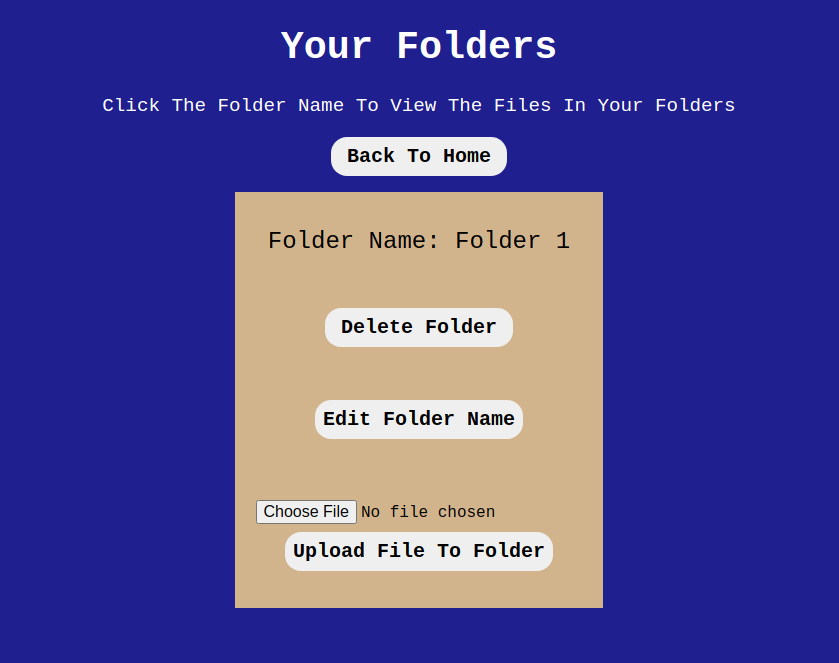 Your Folders
Click The Folder Name To View The Files In Your Folders
Back To Home
Folder Name: Folder 1
Delete Folder
Edit Folder Name
Choose File No file chosen
Upload File To Folder